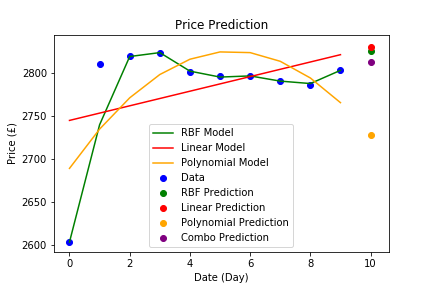 Price Prediction
Price (£)
2800
2750
2700
2650
2600
RBF Model
Linear Model
Polynomial Model
Data
RBF Prediction
Linear Prediction
Polynomial Prediction
Combo Prediction
0 2 4 6 8 10
Date (Day)